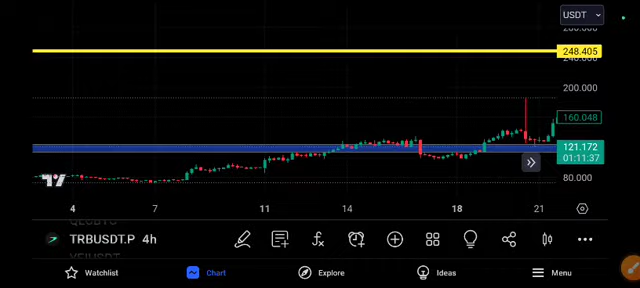 USDT
248.405
200.000
160.048
121.172
01:11:37
80.000
4 7 11 14 18 21
TRBUSDT.P 4h
Watchlist Chart Explore Ideas Menu